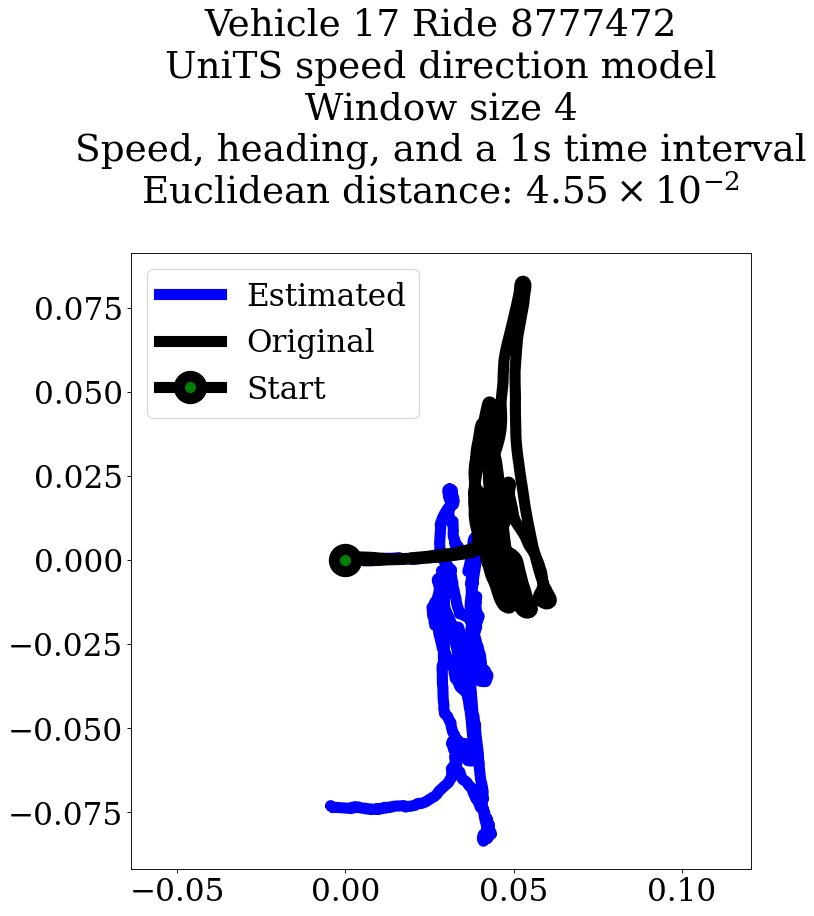 Vehicle 17 Ride 8777472
UniTS speed direction model
Window size 4
Speed, heading, and a 1s time interval
Euclidean distance: 4.55 × 10⁻²
Estimated
Original
Start
0.075
0.050
0.025
0.000
−0.025
−0.050
−0.075
−0.05 0.00 0.05 0.10